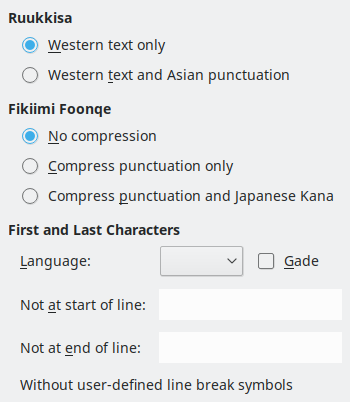 Ruukkisa
Western text only
Western text and Asian punctuation
Fikiimi Foonqe
No compression
Compress punctuation only
Compress punctuation and Japanese Kana
First and Last Characters
Language:
Gade
Not at start of line:
Not at end of line:
Without user-defined line break symbols